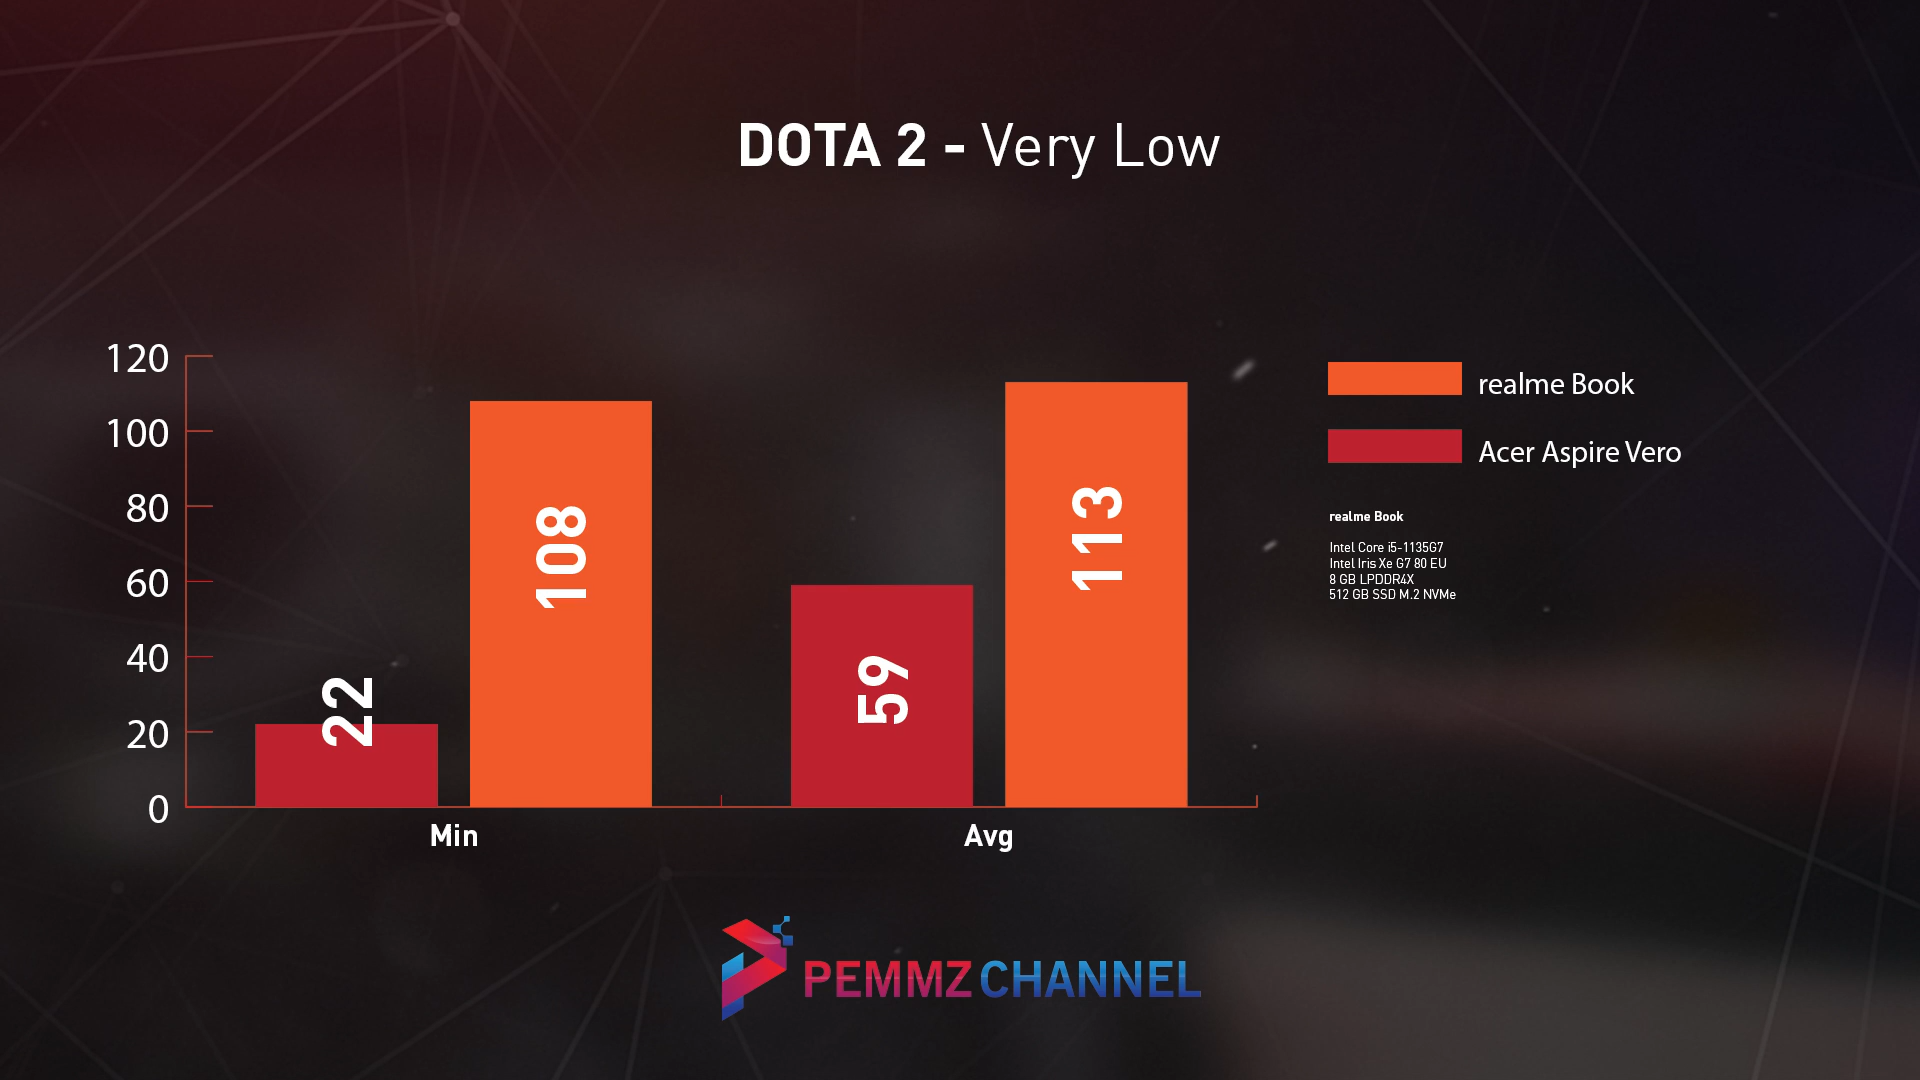 DOTA 2 - Very Low
120
100
80
60
40
20
0
22
108
59
113
Min
Avg
realme Book
Acer Aspire Vero
realme Book
Intel Core i5-1135G7
Intel Iris Xe G7 80 EU
8 GB LPDDR4X
512 GB SSD M.2 NVMe
PEMMZ CHANNEL